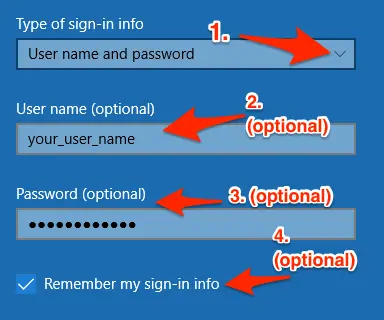 Type of sign-in info
1.
User name and password
User name (optional)
2.
(optional)
your_user_name
Password (optional)
3. (optional)
●●●●●●●●●●●●
4.
(optional)
Remember my sign-in info